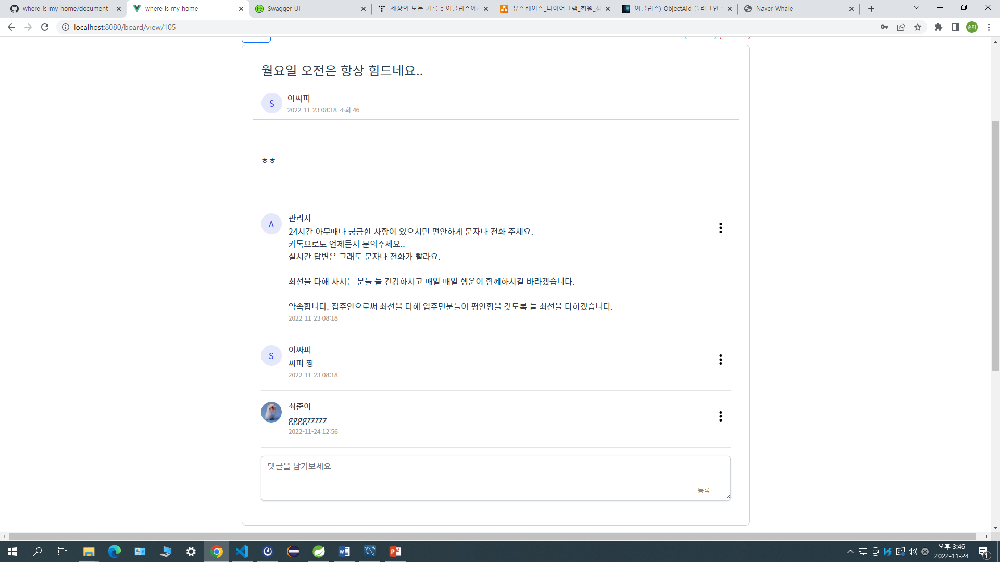 where-is-my-home/document
where is my home
Swagger UI
세상의 모든 기록 :: 이클립스에서
유스케이스_다이어그램_회원_정
이클립스) ObjectAid 플러그인
Naver Whale
localhost:8080/board/view/105
준아
월요일 오전은 항상 힘드네요..
S
이싸피
2022-11-23 08:18 조회 46
ㅎㅎ
A
관리자
24시간 아무때나 궁금한 사항이 있으시면 편안하게 문자나 전화 주세요.
카톡으로도 언제든지 문의주세요..
실시간 답변은 그래도 문자나 전화가 빨라요.
최선을 다해 사시는 분들 늘 건강하시고 매일 매일 행운이 함께하시길 바라겠습니다.
약속합니다. 집주인으로써 최선을 다해 입주민분들이 평안함을 갖도록 늘 최선을 다하겠습니다.
2022-11-23 08:18
S
이싸피
싸피 짱
2022-11-23 08:18
최준아
ggggzzzzz
2022-11-24 12:56
댓글을 남겨보세요
등록
오후 3:46
2022-11-24
1